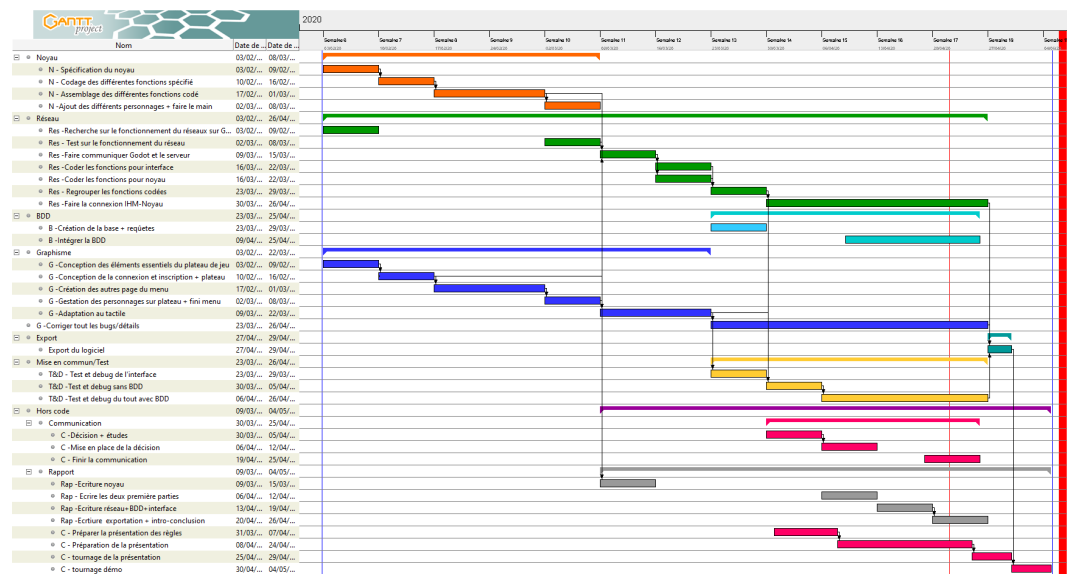 GANTT
project
2020
Nom Date de ... Date de ...
Semaine 6 Semaine 7 Semaine 8 Semaine 9 Semaine 10 Semaine 11 Semaine 12 Semaine 13 Semaine 14 Semaine 15 Semaine 16 Semaine 17 Semaine 18
Noyau 03/02/... 08/03/...
N - Spécification du noyau 03/02/... 09/02/...
N - Codage des différentes fonctions spécifié 10/02/... 16/02/...
N - Assemblage des différentes fonctions codé 17/02/... 01/03/...
N -Ajout des différents personnages + faire le main 02/03/... 08/03/...
Réseau 03/02/... 26/04/...
Res -Recherche sur le fonctionnement du réseaux sur G... 03/02/... 09/02/...
Res - Test sur le fonctionnement du réseau 02/03/... 08/03/...
Res -Faire communiquer Godot et le serveur 09/03/... 15/03/...
Res -Coder les fonctions pour interface 16/03/... 22/03/...
Res -Coder les fonctions pour noyau 16/03/... 22/03/...
Res - Regrouper les fonctions codées 23/03/... 29/03/...
Res -Faire la connexion IHM-Noyau 30/03/... 26/04/...
BDD 23/03/... 25/04/...
B -Création de la base + reqûetes 23/03/... 29/03/...
B -Intégrer la BDD 09/04/... 25/04/...
Graphisme 03/02/... 22/03/...
G -Conception des éléments essentiels du plateau de jeu 03/02/... 09/02/...
G -Conception de la connexion et inscription + plateau 10/02/... 16/02/...
G -Création des autres page du menu 17/02/... 01/03/...
G -Gestation des personnages sur plateau + fini menu 02/03/... 08/03/...
G -Adaptation au tactile 09/03/... 22/03/...
G -Corriger tout les bugs/détails 23/03/... 26/04/...
Export 27/04/... 29/04/...
Export du logiciel 27/04/... 29/04/...
Mise en commun/Test 23/03/... 26/04/...
T&D - Test et debug de l'interface 23/03/... 29/03/...
T&D -Test et debug sans BDD 30/03/... 05/04/...
T&D -Test et debug du tout avec BDD 06/04/... 26/04/...
Hors code 09/03/... 04/05/...
Communication 30/03/... 25/04/...
C -Décision + études 30/03/... 05/04/...
C -Mise en place de la décision 06/04/... 12/04/...
C - Finir la communication 19/04/... 25/04/...
Rapport 09/03/... 04/05/...
Rap -Ecriture noyau 09/03/... 15/03/...
Rap - Ecrire les deux première parties 06/04/... 12/04/...
Rap -Ecriture réseau+BDD+interface 13/04/... 19/04/...
Rap -Ecrture exportation + intro-conclusion 20/04/... 26/04/...
C - Préparer la présentation des règles 31/03/... 07/04/...
C - Préparation de la présentation 08/04/... 24/04/...
C - tournage de la présentation 25/04/... 29/04/...
C - tournage démo 30/04/... 04/05/...